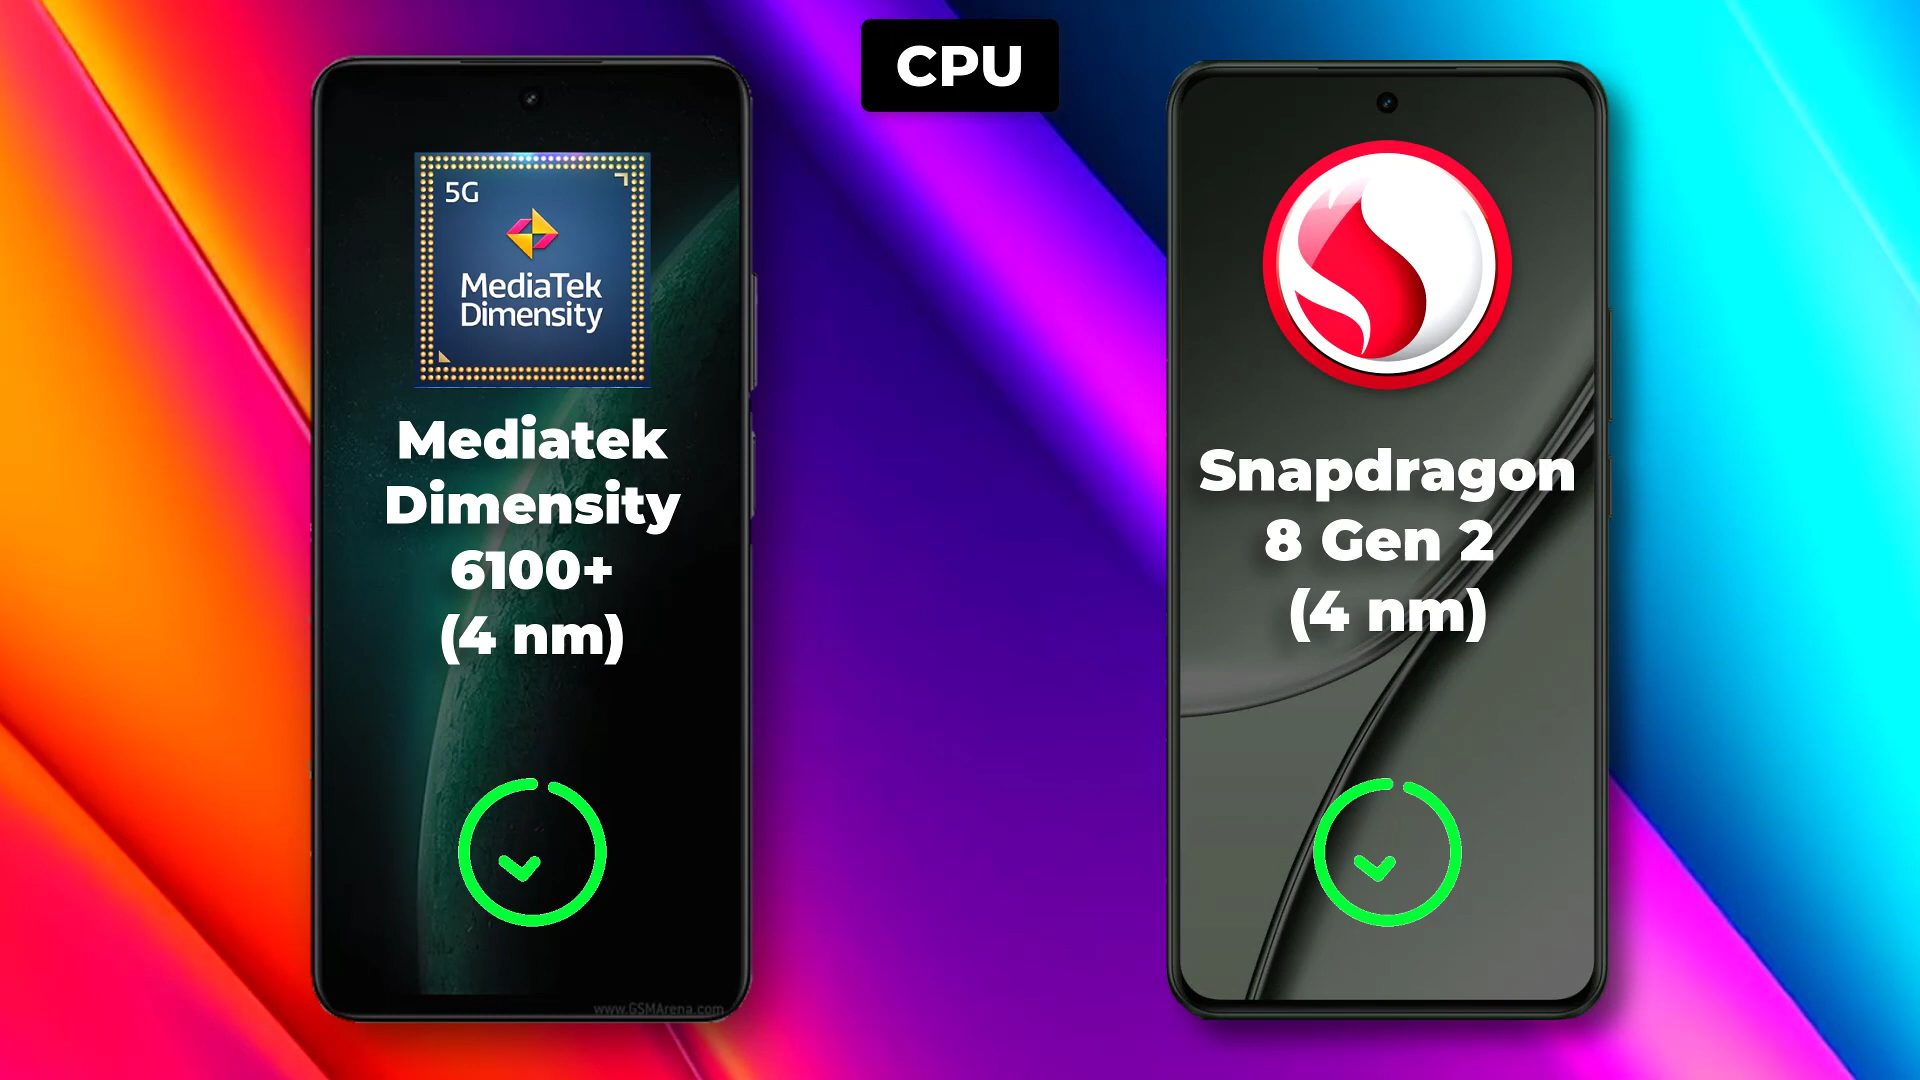 CPU
5G
MediaTek
Dimensity
Mediatek
Dimensity
6100+
(4 nm)
www.GSMArena.com
Snapdragon
8 Gen 2
(4 nm)